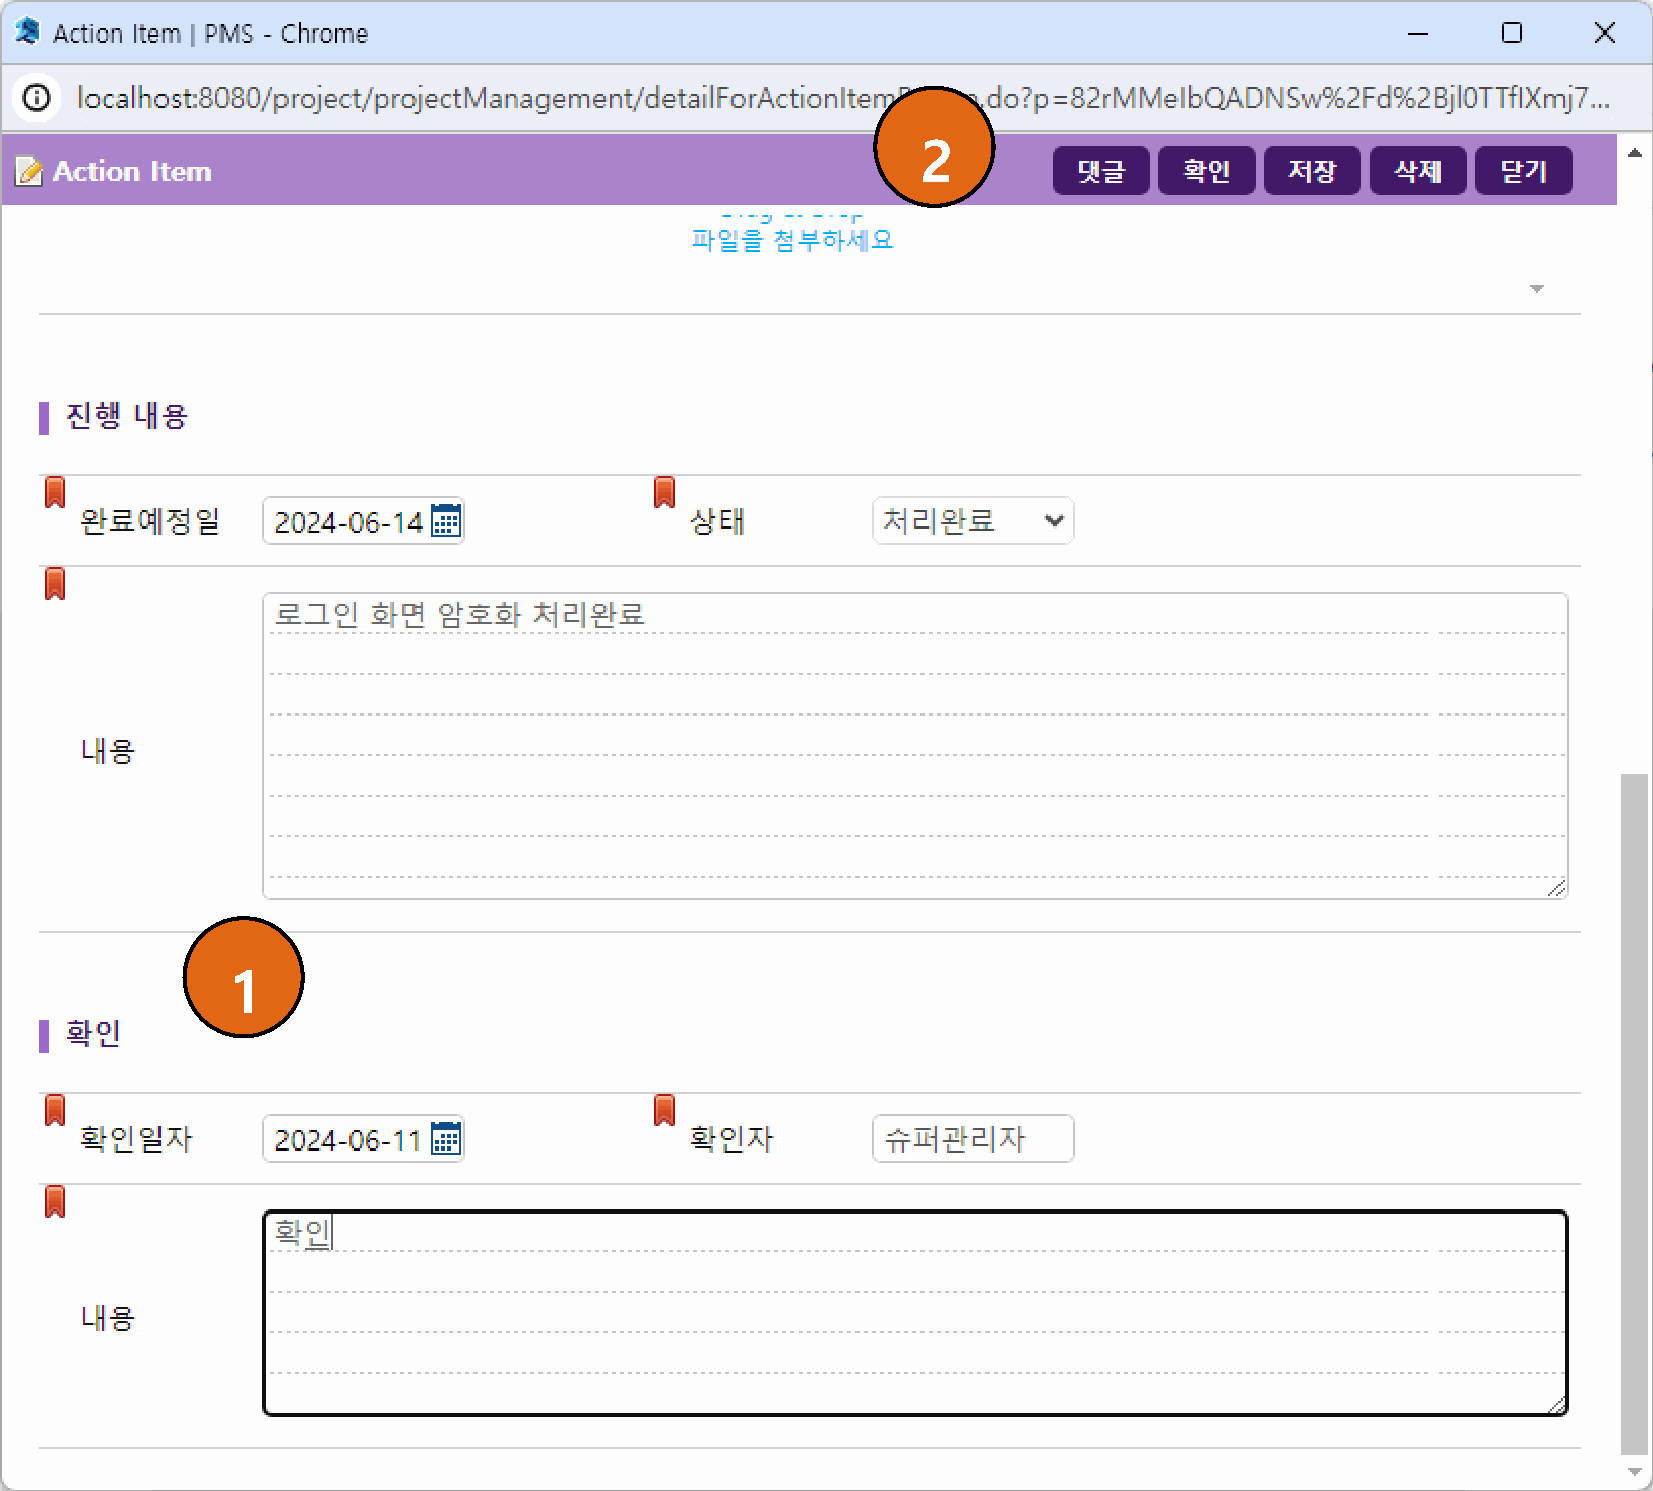 Action Item | PMS - Chrome
localhost:8080/project/projectManagement/detailForActionItem .do?p=82rMMeIbQADNSw%2Fd%2Bjl0TTfIXmj7...
Action Item
2
댓글 확인 저장 삭제 닫기
파일을 첨부하세요
진행 내용
완료예정일 2024-06-14 상태 처리완료
로그인 화면 암호화 처리완료
내용
1
확인
확인일자 2024-06-11 확인자 슈퍼관리자
확인
내용